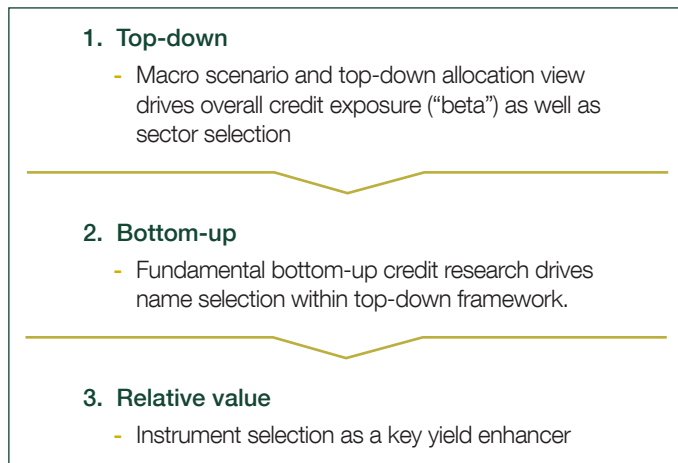 1. Top-down
- Macro scenario and top-down allocation view
drives overall credit exposure (“beta”) as well as
sector selection
2. Bottom-up
- Fundamental bottom-up credit research drives
name selection within top-down framework.
3. Relative value
- Instrument selection as a key yield enhancer